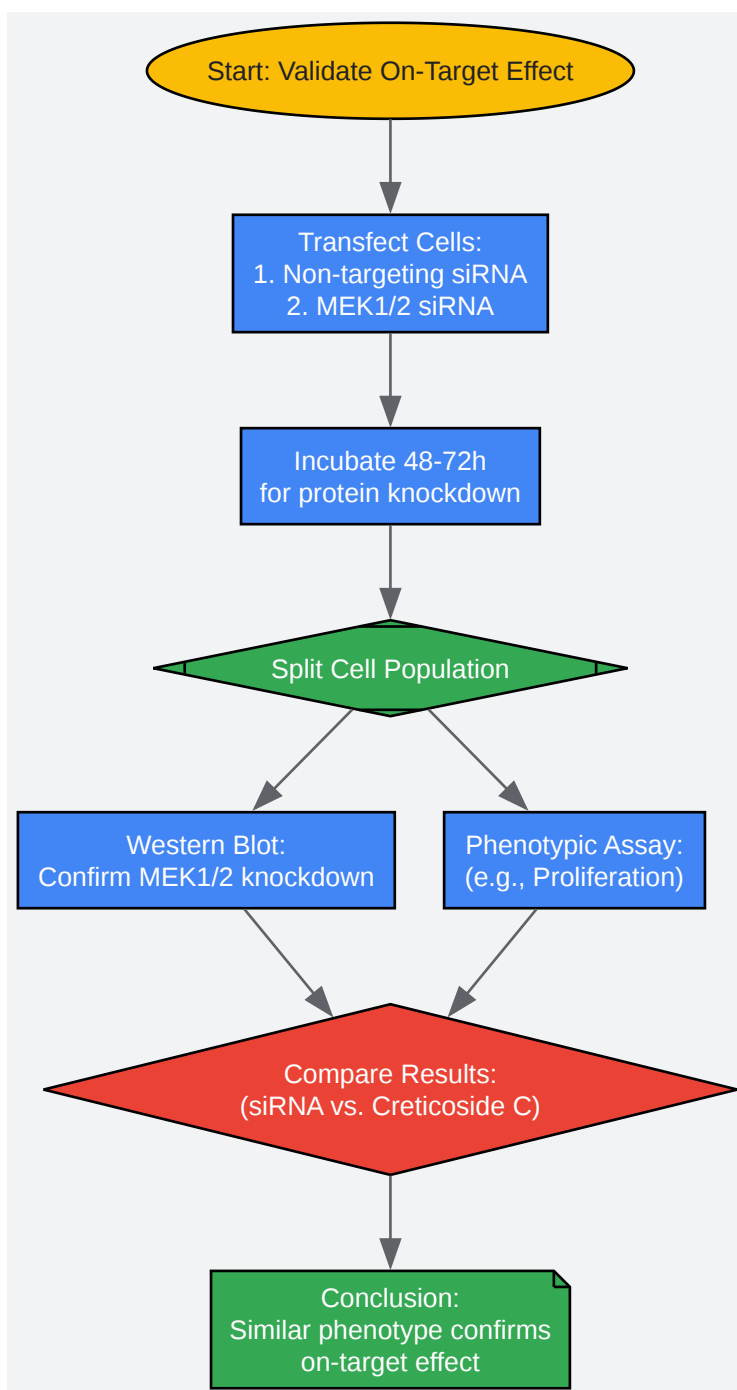 Start: Validate On-Target Effect
Transfect Cells:
1. Non-targeting siRNA
2. MEK1/2 siRNA
Incubate 48-72h
for protein knockdown
Split Cell Population
Western Blot:
Confirm MEK1/2 knockdown
Phenotypic Assay:
(e.g., Proliferation)
Compare Results:
(siRNA vs. Creticoside C)
Conclusion:
Similar phenotype confirms
on-target effect